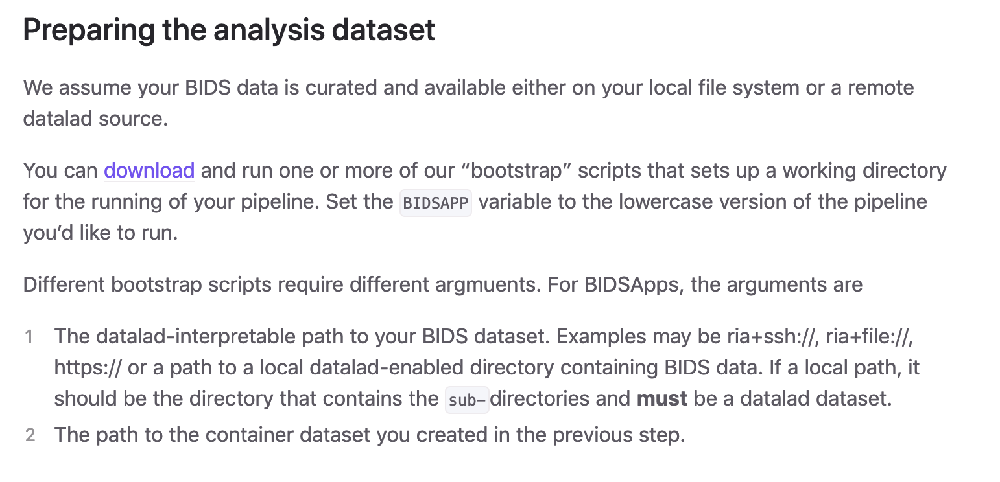 Preparing the analysis dataset
We assume your BIDS data is curated and available either on your local file system or a remote
datalad source.
You can download and run one or more of our “bootstrap” scripts that sets up a working directory
for the running of your pipeline. Set the BIDSAPP variable to the lowercase version of the pipeline
you’d like to run.
Different bootstrap scripts require different argmuents. For BIDSApps, the arguments are
1 The datalad-interpretable path to your BIDS dataset. Examples may be ria+ssh://, ria+file://,
https:// or a path to a local datalad-enabled directory containing BIDS data. If a local path, it
should be the directory that contains the sub-directories and must be a datalad dataset.
2 The path to the container dataset you created in the previous step.